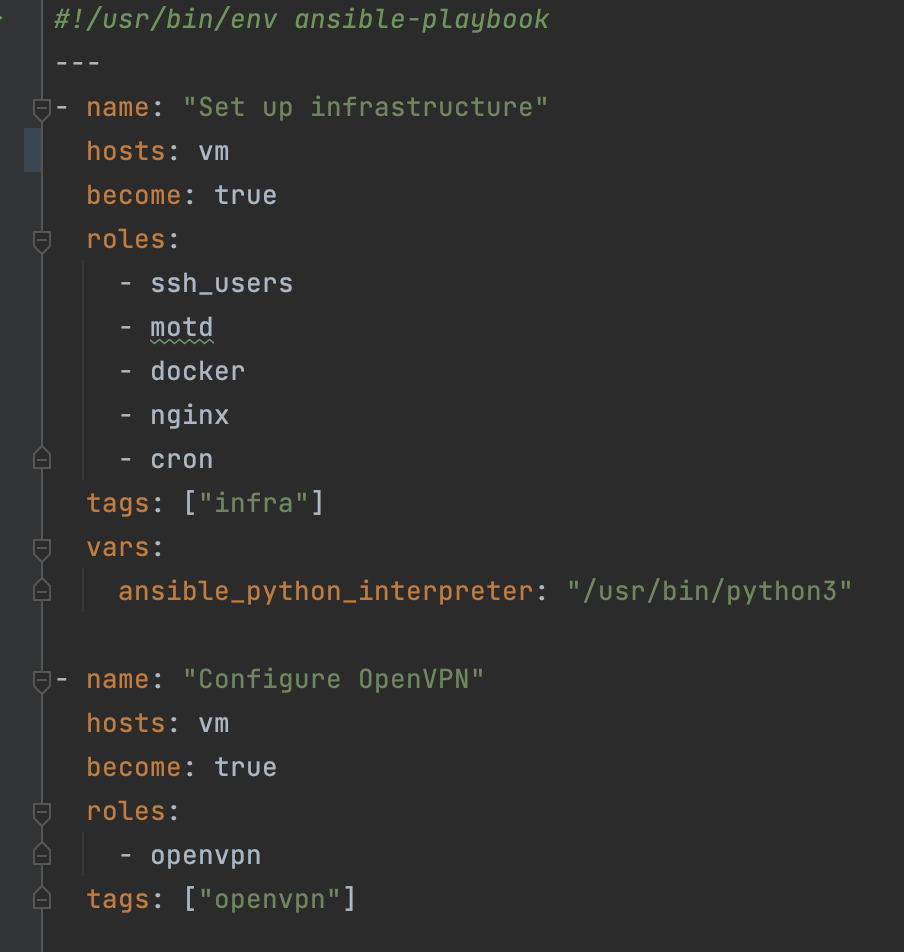 #!/usr/bin/env ansible-playbook
---
- name: "Set up infrastructure"
  hosts: vm
  become: true
  roles:
    - ssh_users
    - motd
    - docker
    - nginx
    - cron
  tags: ["infra"]
  vars:
    ansible_python_interpreter: "/usr/bin/python3"

- name: "Configure OpenVPN"
  hosts: vm
  become: true
  roles:
    - openvpn
  tags: ["openvpn"]